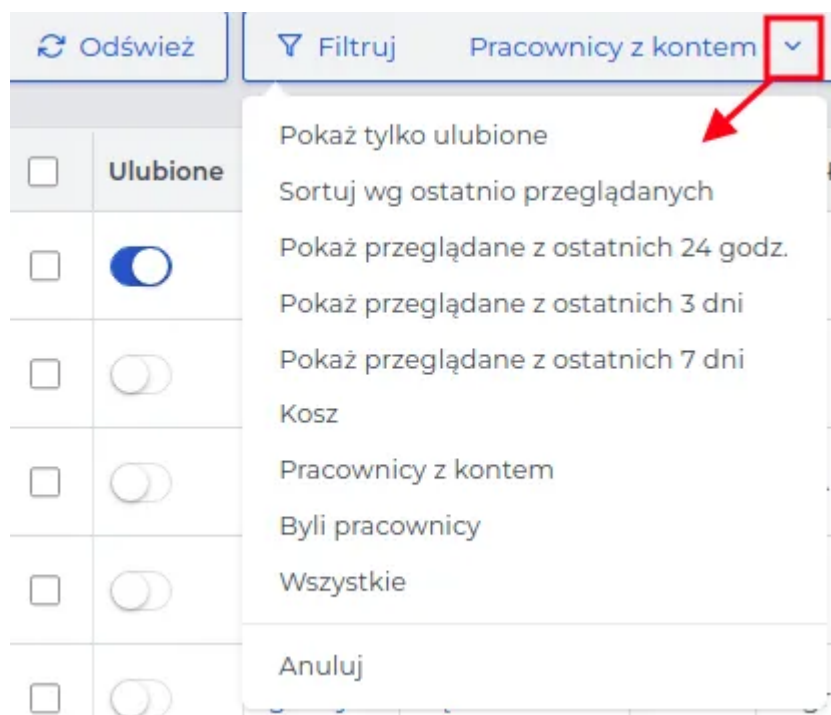 Odśwież
Filtruj
Pracownicy z kontem
Ulubione
Pokaż tylko ulubione
Sortuj wg ostatnio przeglądanych
Pokaż przeglądane z ostatnich 24 godz.
Pokaż przeglądane z ostatnich 3 dni
Pokaż przeglądane z ostatnich 7 dni
Kosz
Pracownicy z kontem
Byli pracownicy
Wszystkie
Anuluj